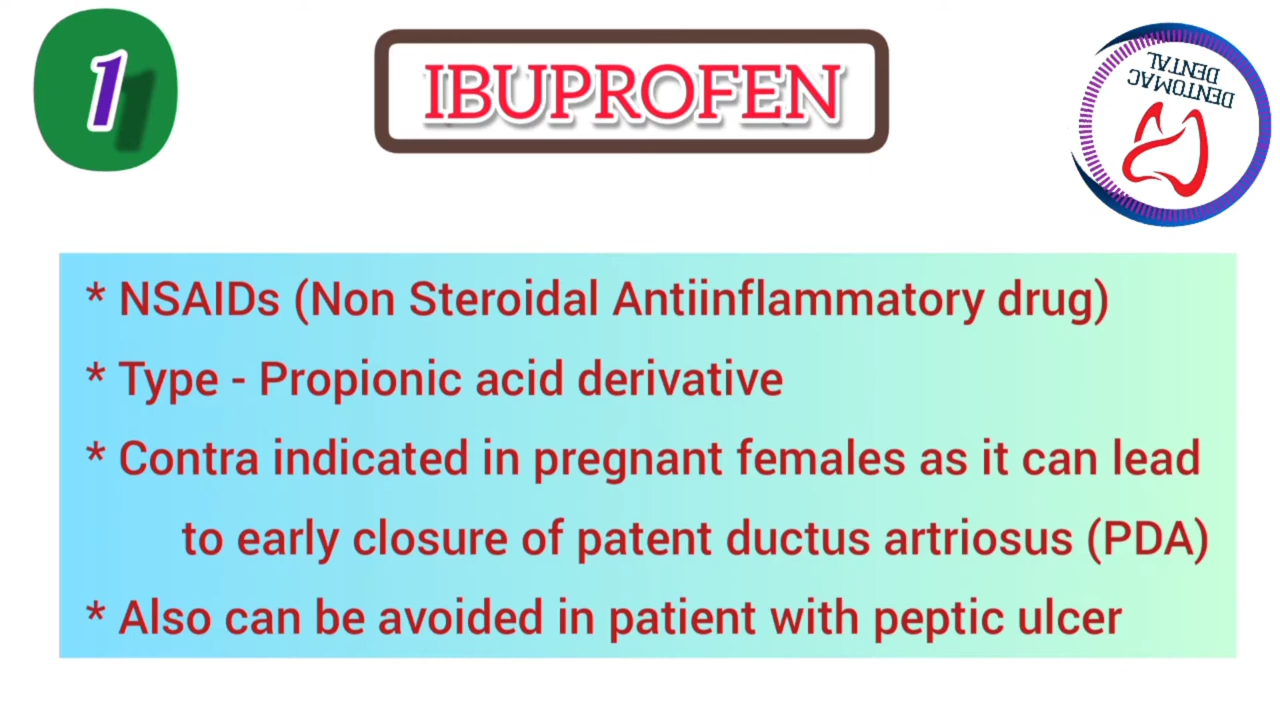 1
IBUPROFEN
DENTOMAC
DENTAL
* NSAIDs (Non Steroidal Antiinflammatory drug)
* Type - Propionic acid derivative
* Contra indicated in pregnant females as it can lead
to early closure of patent ductus artriosus (PDA)
* Also can be avoided in patient with peptic ulcer